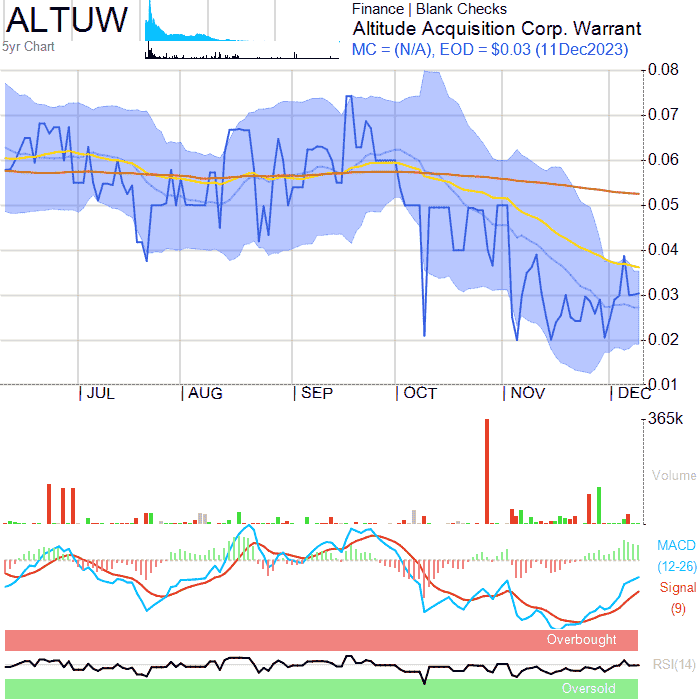 ALTUW
5yr Chart
Finance | Blank Checks
Altitude Acquisition Corp. Warrant
MC = (N/A), EOD = $0.03 (11Dec2023)
0.08
0.07
0.06
0.05
0.04
0.03
0.02
0.01
| JUL | AUG | SEP | OCT | NOV | DEC
365k
Volume
MACD
(12-26)
Signal
(9)
Overbought
RSI(14)
Oversold